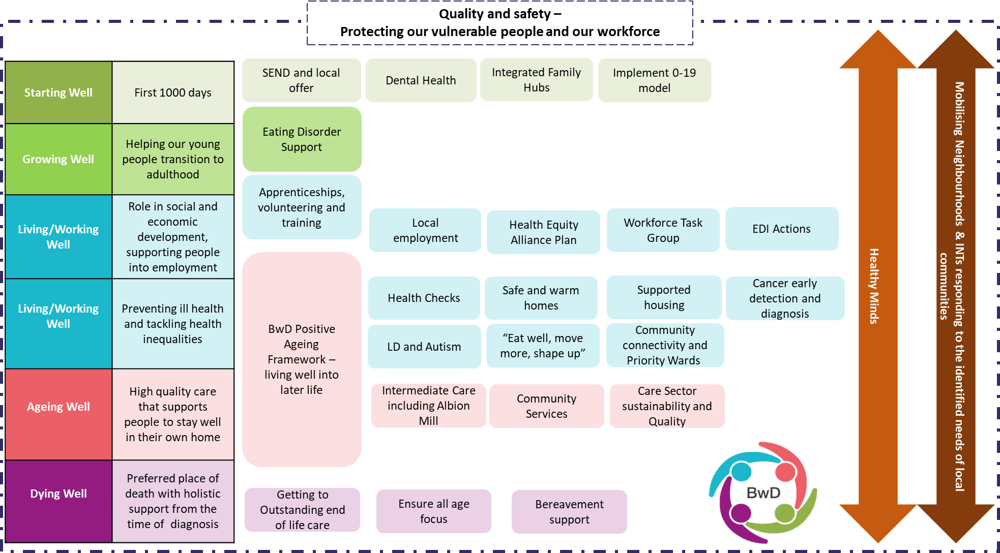 Quality and safety –
Protecting our vulnerable people and our workforce
Starting Well
First 1000 days
SEND and local
offer
Dental Health
Integrated Family
Hubs
Implement 0-19
model
Growing Well
Helping our young
people transition to
adulthood
Eating Disorder
Support
Living/Working
Well
Role in social and
economic
development,
supporting people
into employment
Apprenticeships,
volunteering and
training
Local
employment
Health Equity
Alliance Plan
Workforce Task
Group
EDI Actions
Living/Working
Well
Preventing ill health
and tackling health
inequalities
BwD Positive
Ageing
Framework –
living well into
later life
Health Checks
Safe and warm
homes
Supported
housing
Cancer early
detection and
diagnosis
LD and Autism
“Eat well, move
more, shape up”
Community
connectivity and
Priority Wards
Ageing Well
High quality care
that supports
people to stay well
in their own home
Intermediate Care
including Albion
Mill
Community
Services
Care Sector
sustainability and
Quality
Dying Well
Preferred place of
death with holistic
support from the
time of  diagnosis
Getting to
Outstanding end
of life care
Ensure all age
focus
Bereavement
support
BwD
Healthy Minds
Mobilising Neighbourhoods & INTs responding to the identified needs of local
communities